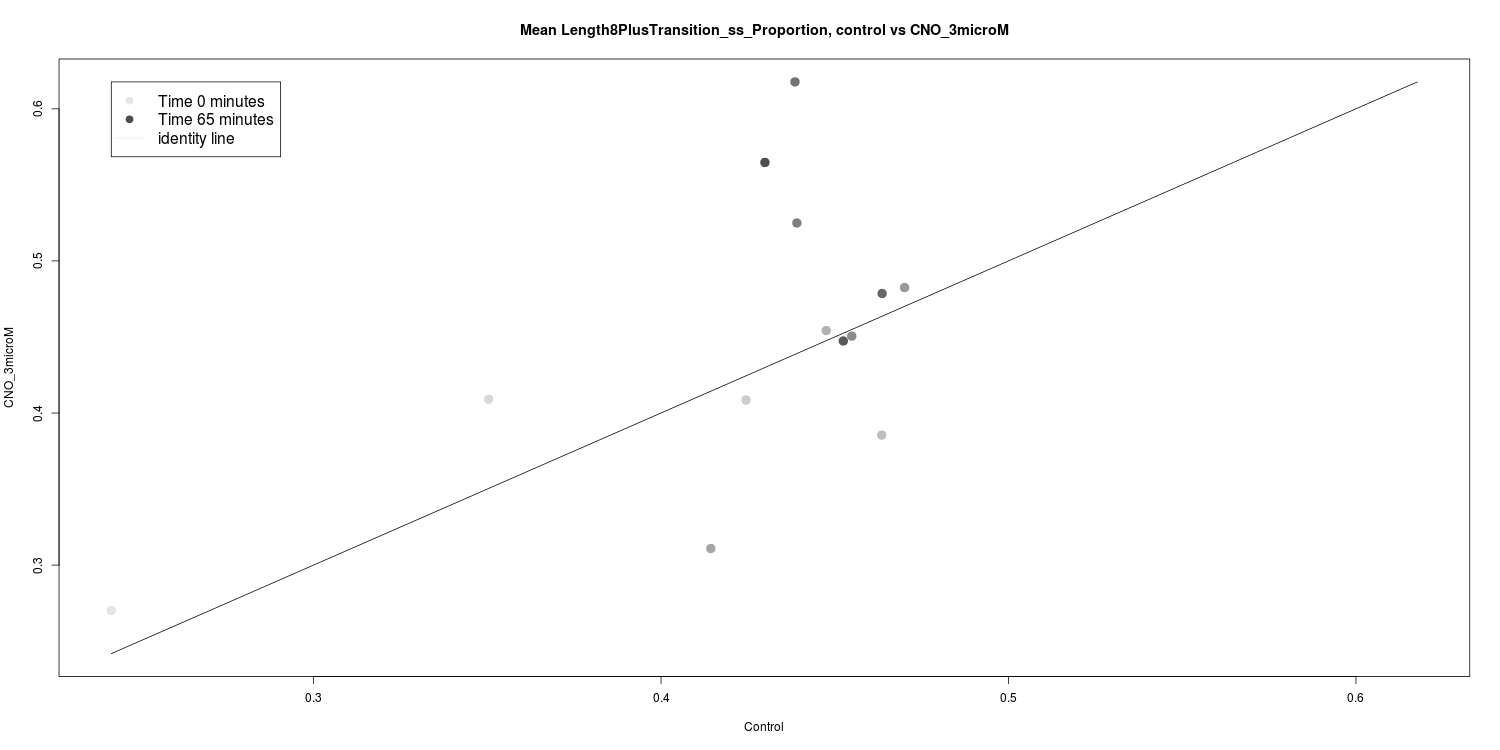 Mean Length8PlusTransition_ss_Proportion, control vs CNO_3microM
Time 0 minutes
Time 65 minutes
identity line
0.6
0.5
0.4
0.3
CNO_3microM
0.3
0.4
0.5
0.6
Control